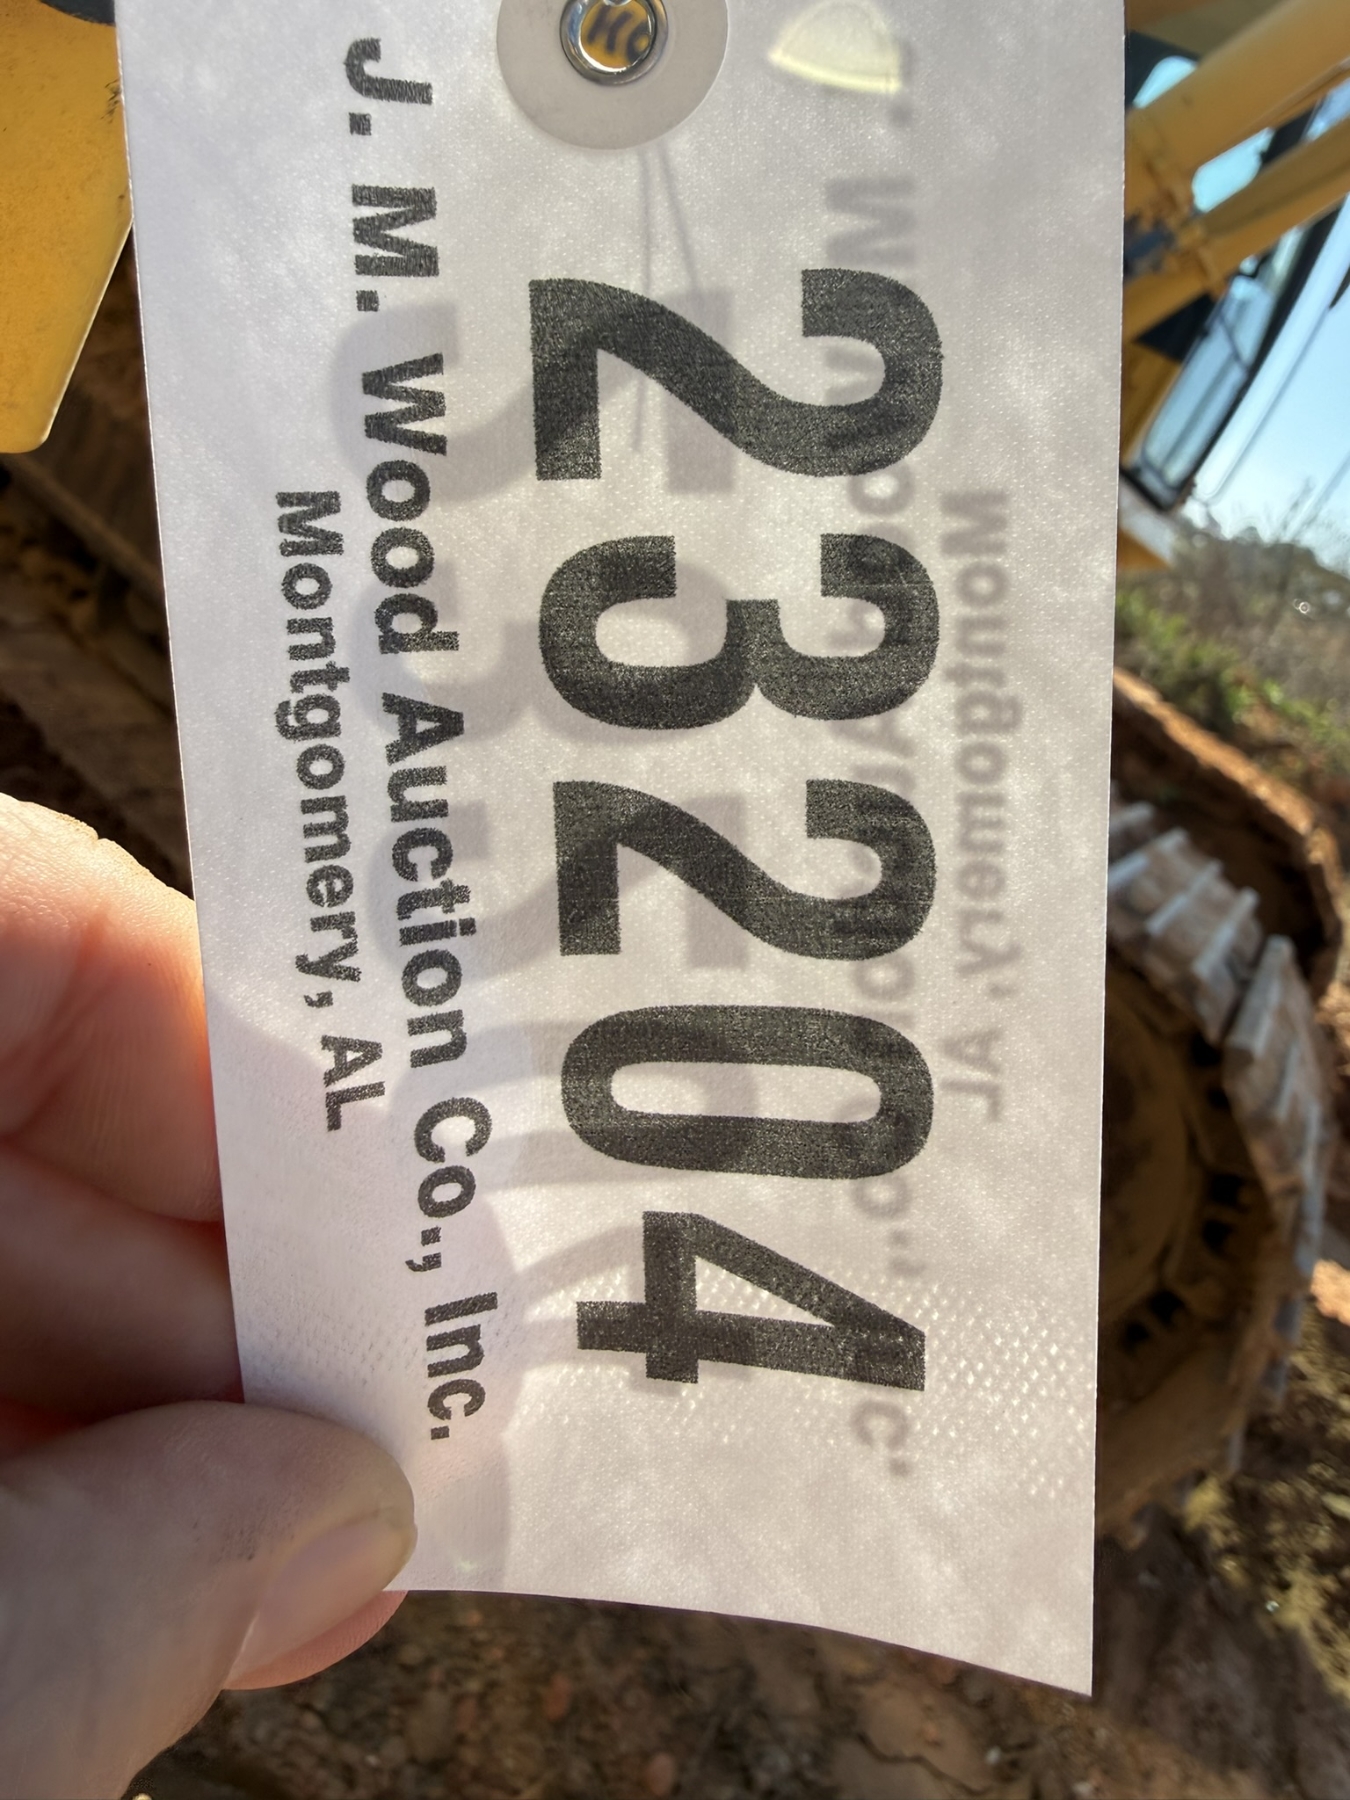 23204
J. M. Wood Auction Co., Inc.
Montgomery, AL